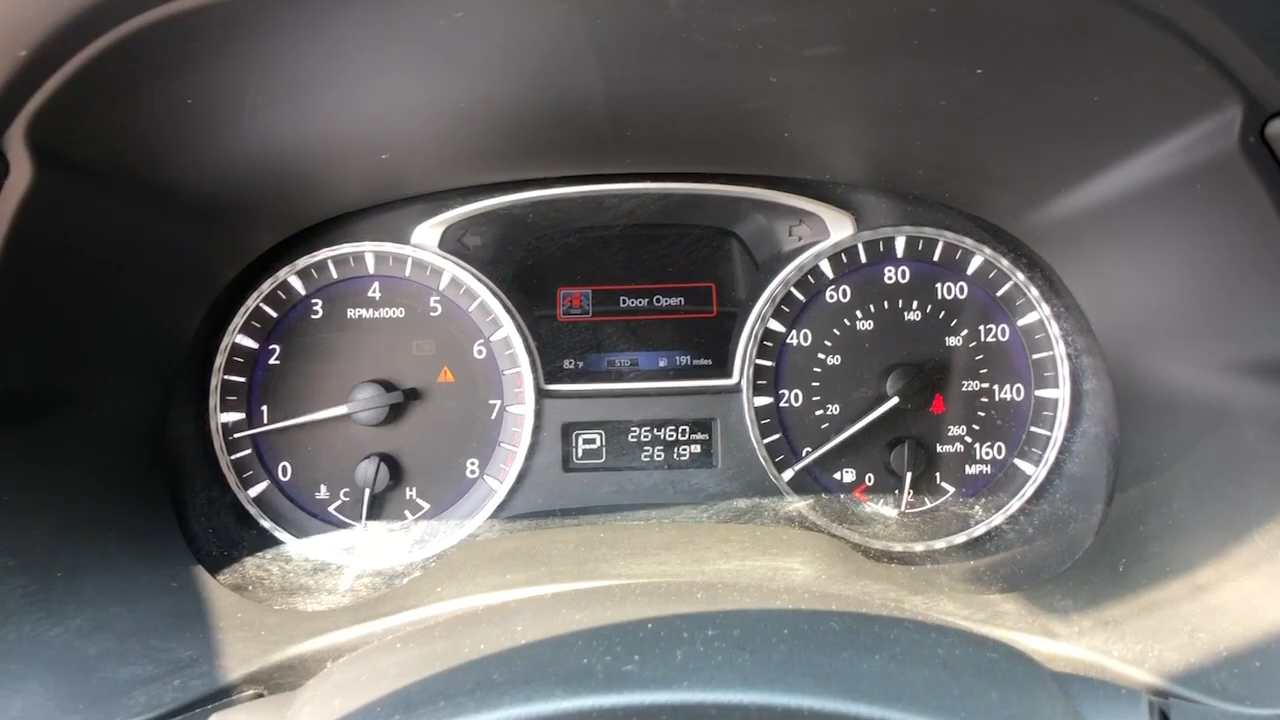 0
1
2
3
4
5
6
7
8
RPMx1000
C
H
Door Open
82°F
STD
191 miles
P
26460 miles
261.9 A
0
20
40
60
80
100
120
140
160
MPH
20
60
100
140
180
220
260
km/h
0
1